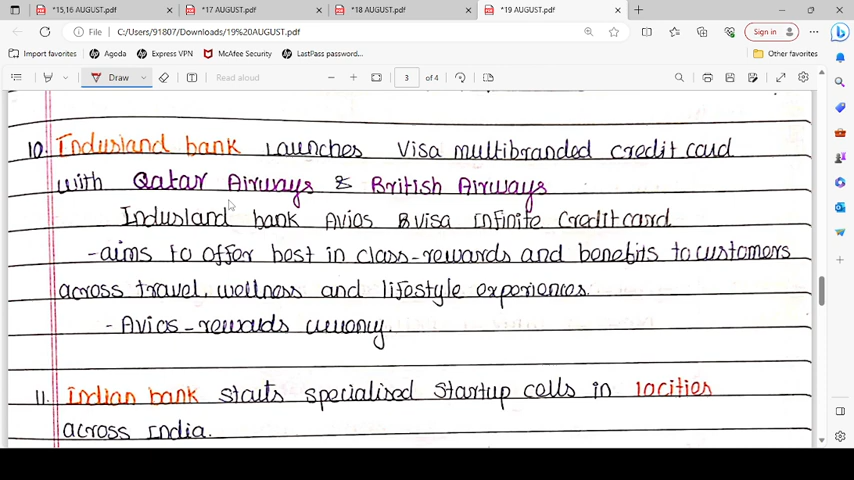 *15,16 AUGUST.pdf
*17 AUGUST.pdf
*18 AUGUST.pdf
*19 AUGUST.pdf
File C:/Users/91807/Downloads/19%20AUGUST.pdf
Sign in
Import favorites Agoda Express VPN McAfee Security LastPass password... Other favorites
Draw Read aloud 3 of 4
10. Indusland bank Launches Visa multibranded credit card
with Qatar Airways & British Airways
Indusland bank Avios Visa Infinite Credit card
- aims to offer best in class-rewards and benefits to customers
across travel, wellness and lifestyle experiences.
- Avios - rewards currency.
11. Indian bank starts specialised startup cells in 10cities
across India.